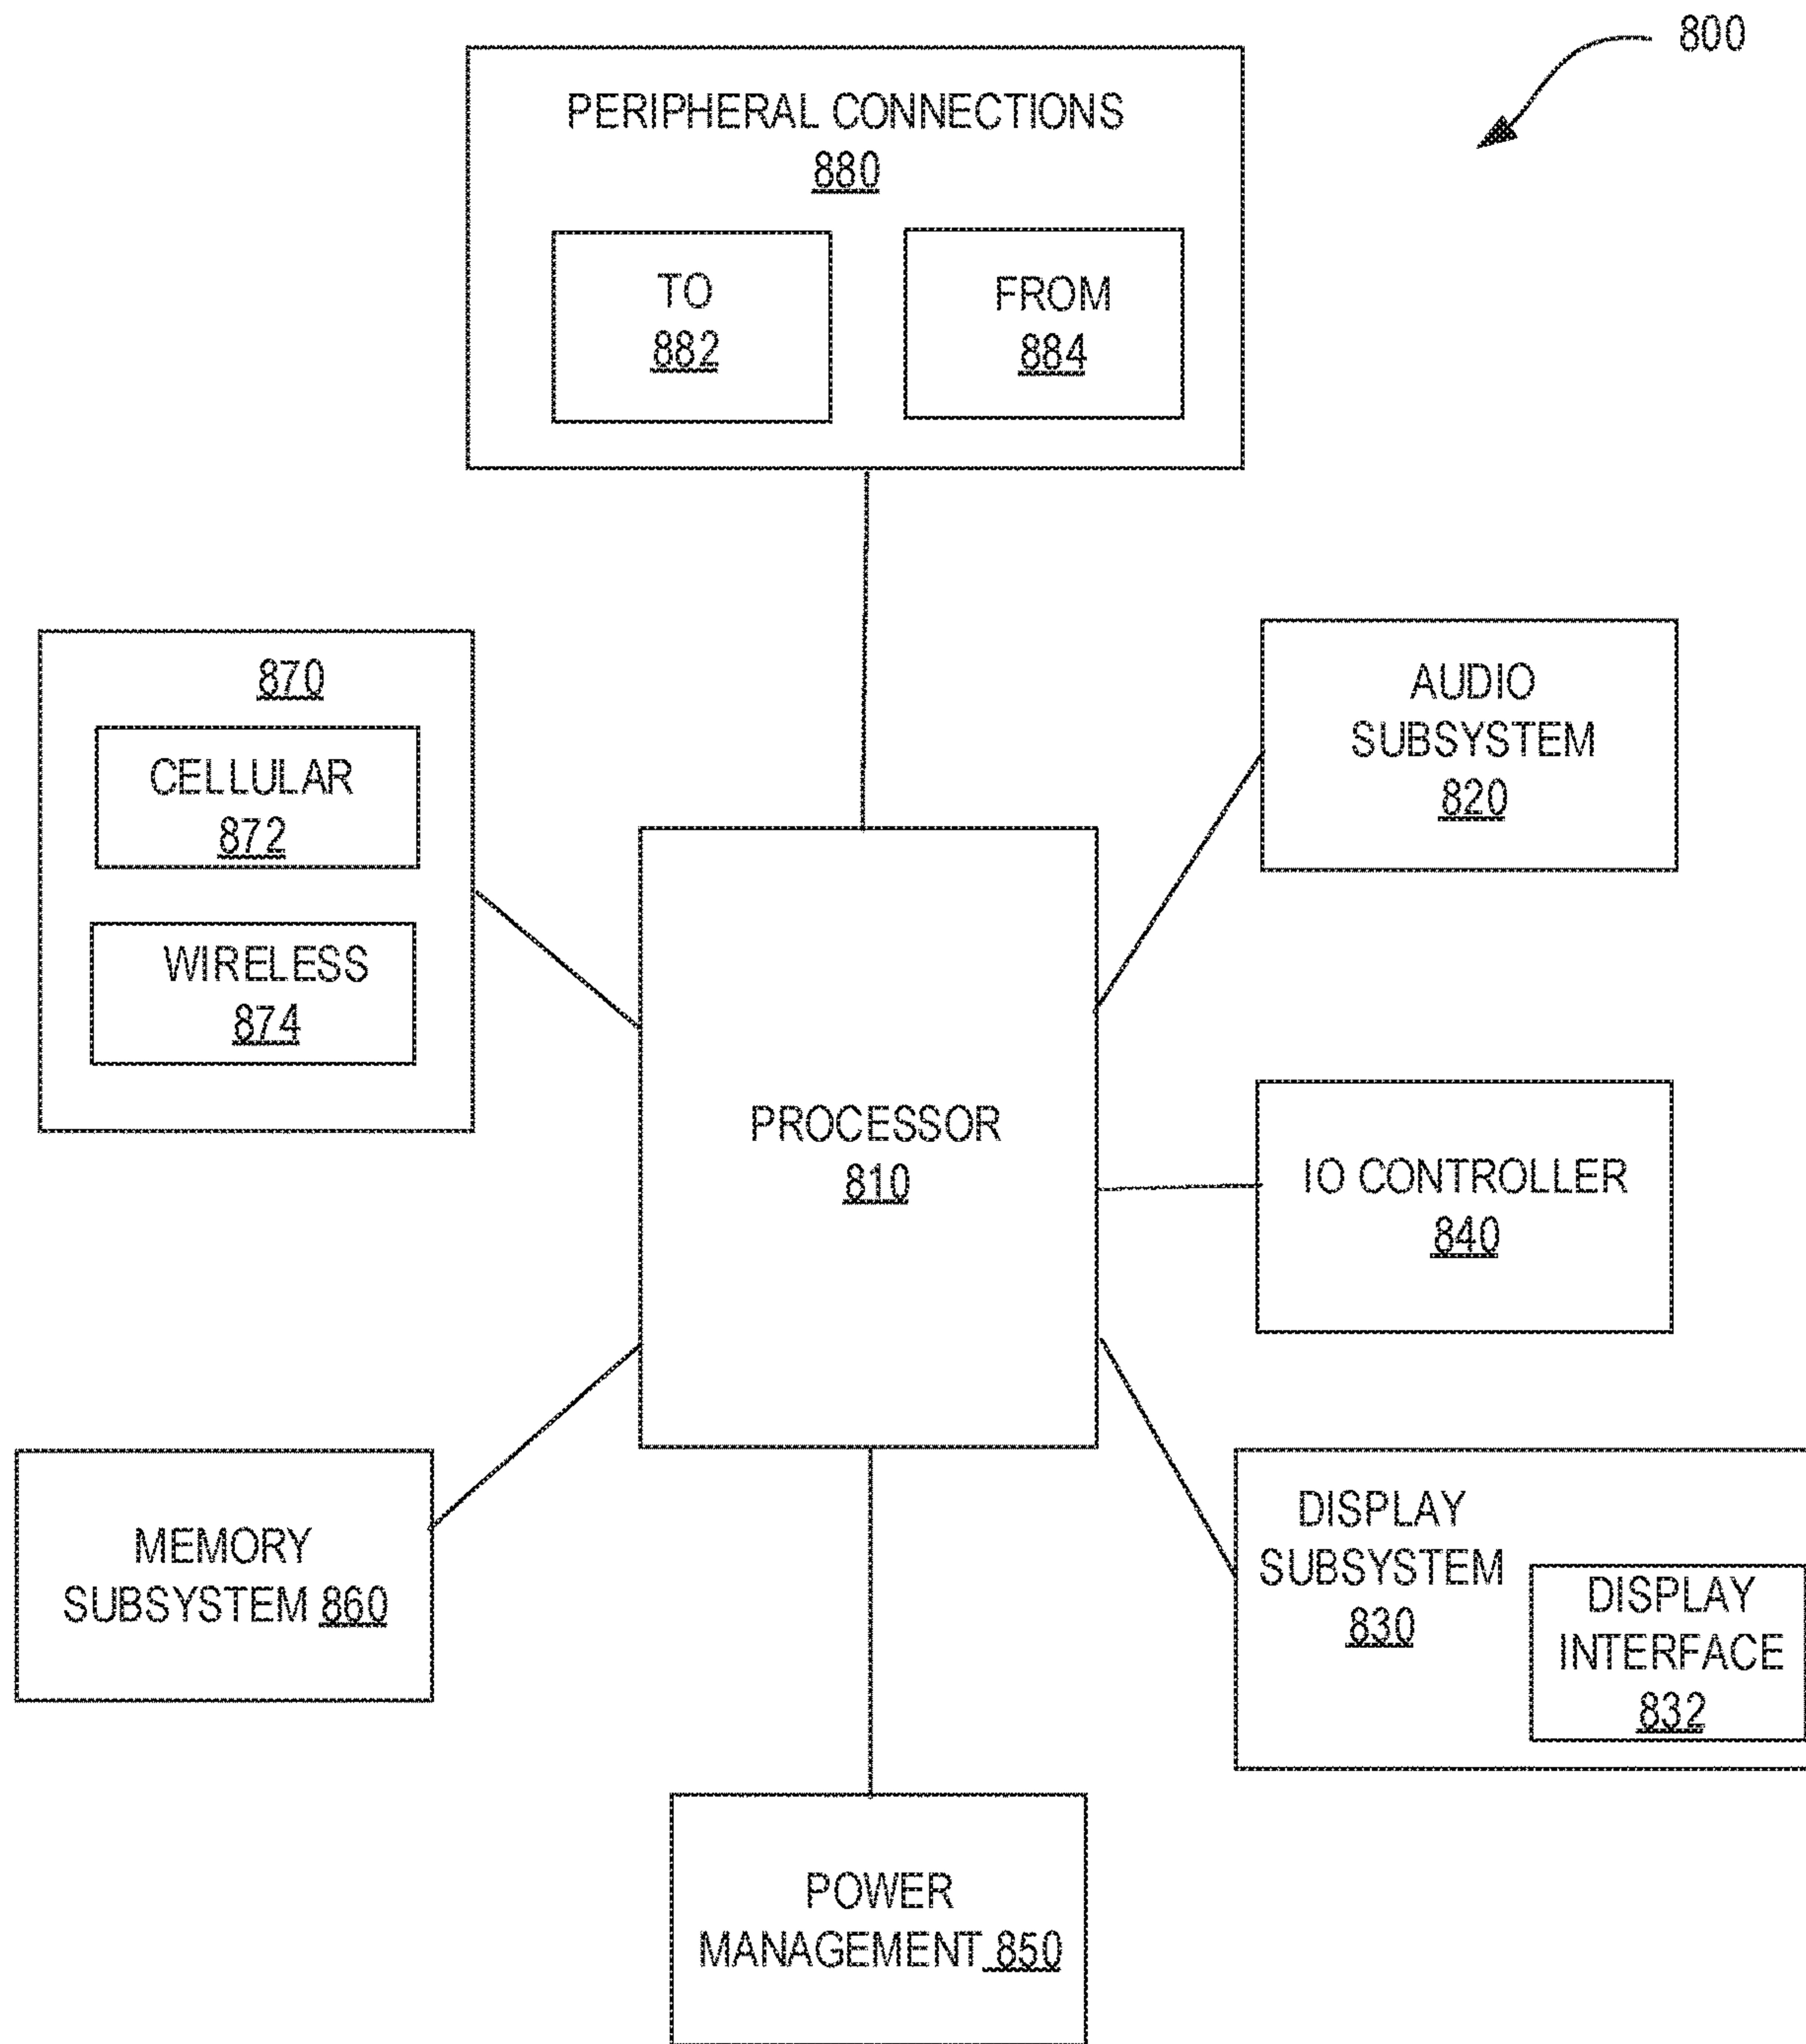 800
PERIPHERAL CONNECTIONS
880
TO
882
FROM
884
870
CELLULAR
872
WIRELESS
874
AUDIO
SUBSYSTEM
820
PROCESSOR
810
IO CONTROLLER
840
MEMORY
SUBSYSTEM 860
DISPLAY
SUBSYSTEM
830
DISPLAY
INTERFACE
832
POWER
MANAGEMENT 850